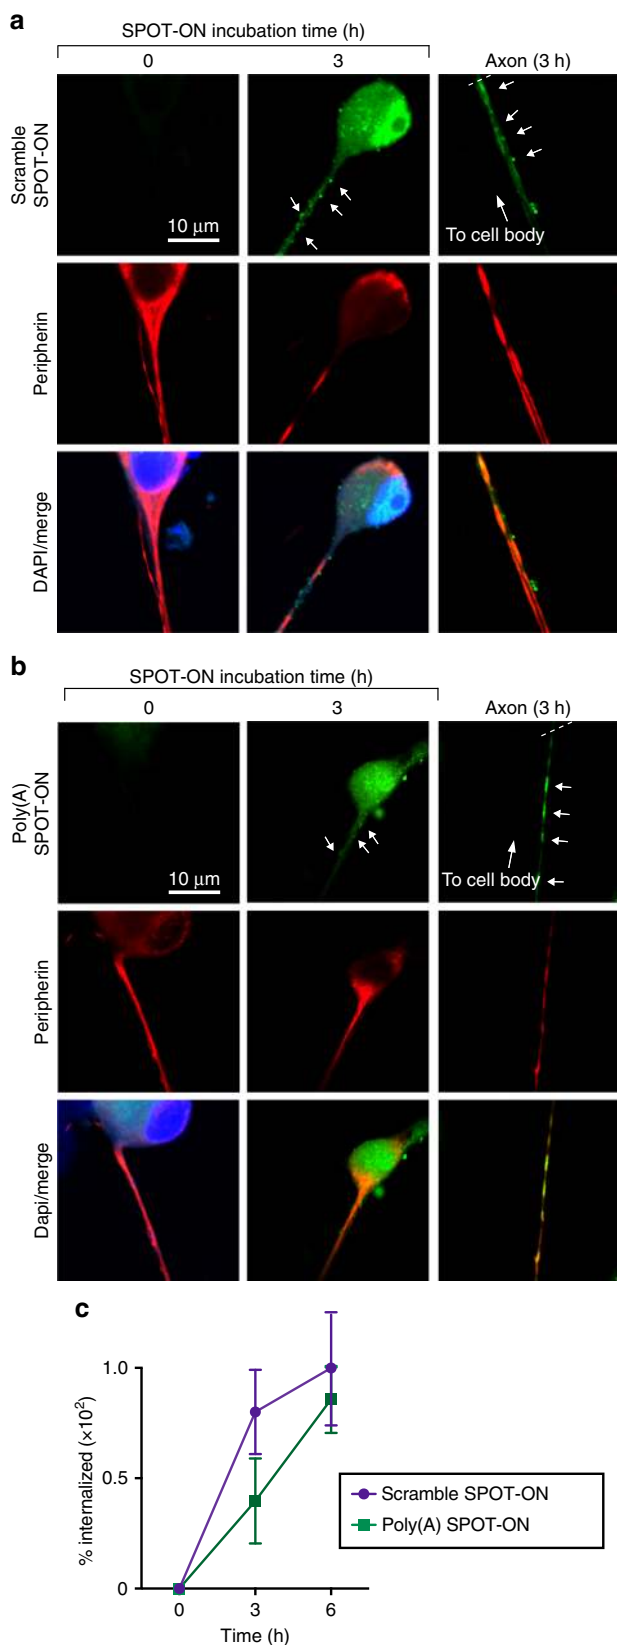 a
SPOT-ON incubation time (h)
0
3
Axon (3 h)
Scramble
SPOT-ON
10 μm
To cell body
Peripherin
DAPI/merge
b
SPOT-ON incubation time (h)
0
3
Axon (3 h)
Poly(A)
SPOT-ON
10 μm
To cell body
Peripherin
Dapi/merge
c
% internalized (×10²)
1.0
0.5
0
0
3
6
Time (h)
Scramble SPOT-ON
Poly(A) SPOT-ON